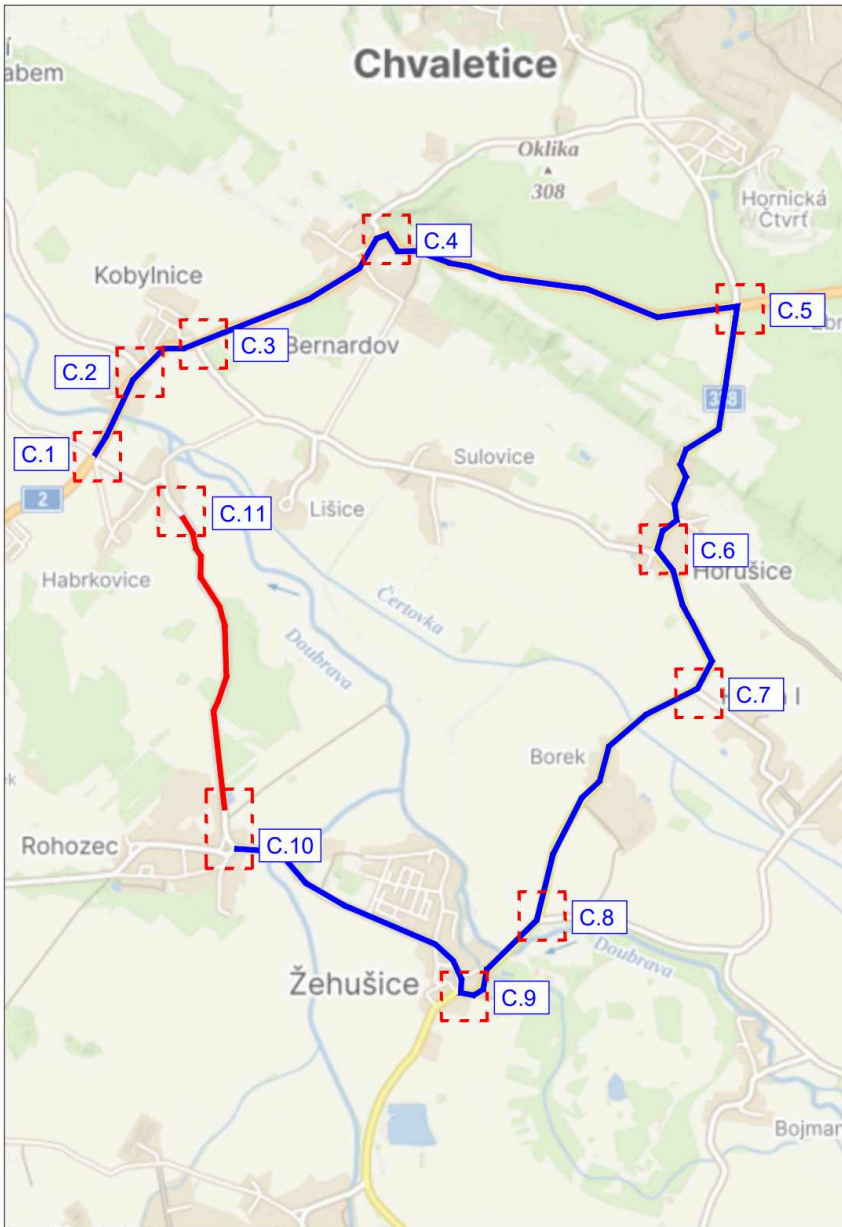 Chvaletice
í
abem
Oklika
308
Hornická
Čtvrť
C.4
Kobylnice
C.5
C.3
Bernardov
C.2
C.1
Sulovice
2
C.11
Lišice
Habrkovice
C.6
Horušice
Čertovka
Doubrava
C.7
I
Borek
Rohozec
C.10
C.8
Doubrava
Žehušice
C.9
Bojman